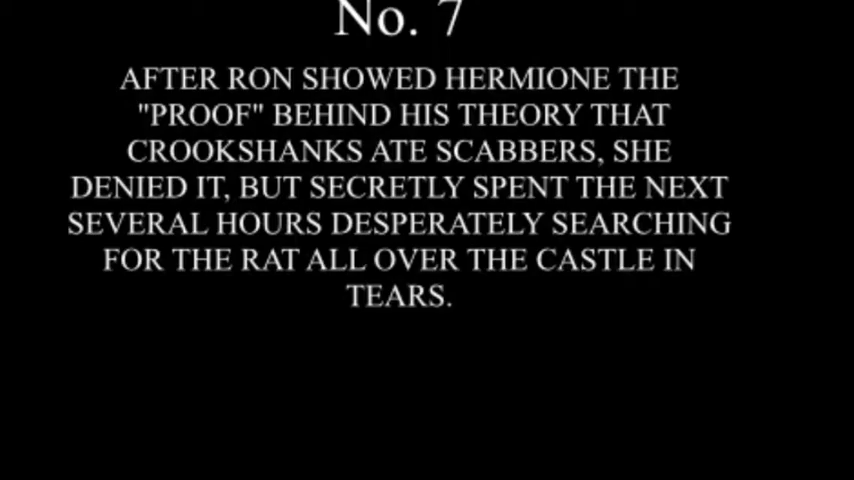 No. 7
AFTER RON SHOWED HERMIONE THE
"PROOF" BEHIND HIS THEORY THAT
CROOKSHANKS ATE SCABBERS, SHE
DENIED IT, BUT SECRETLY SPENT THE NEXT
SEVERAL HOURS DESPERATELY SEARCHING
FOR THE RAT ALL OVER THE CASTLE IN
TEARS.